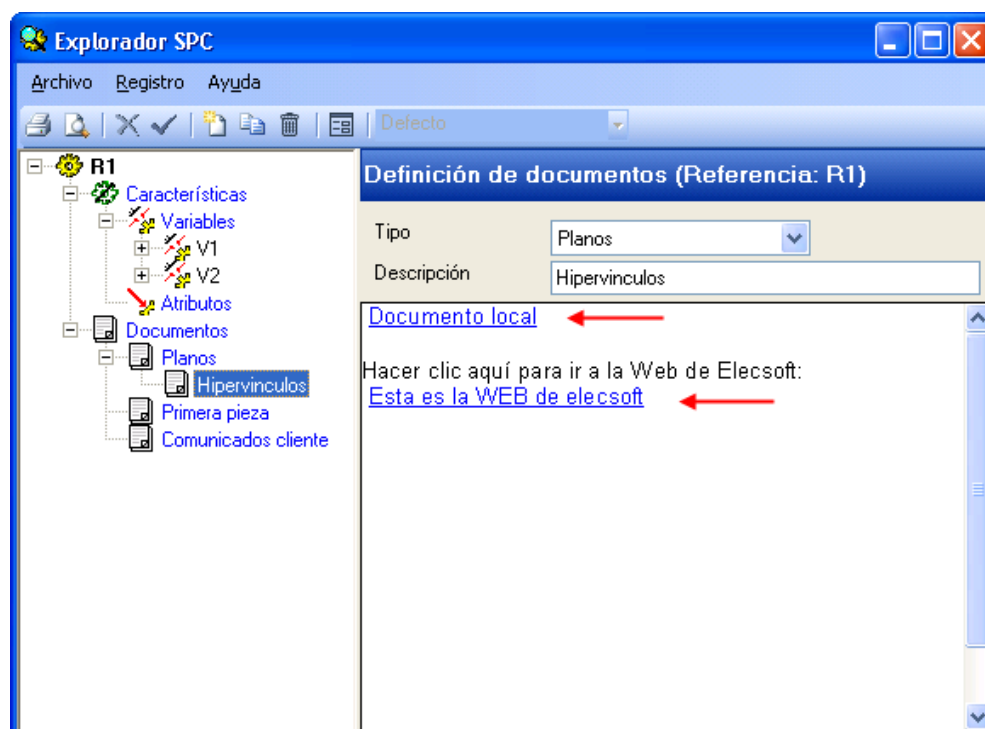 Explorador SPC
Archivo Registro Ayuda
Defecto
R1
Características
Variables
V1
V2
Atributos
Documentos
Planos
Hipervinculos
Primera pieza
Comunicados cliente
Definición de documentos (Referencia: R1)
Tipo Planos
Descripción Hipervinculos
Documento local
Hacer clic aquí para ir a la Web de Elecsoft:
Esta es la WEB de elecsoft